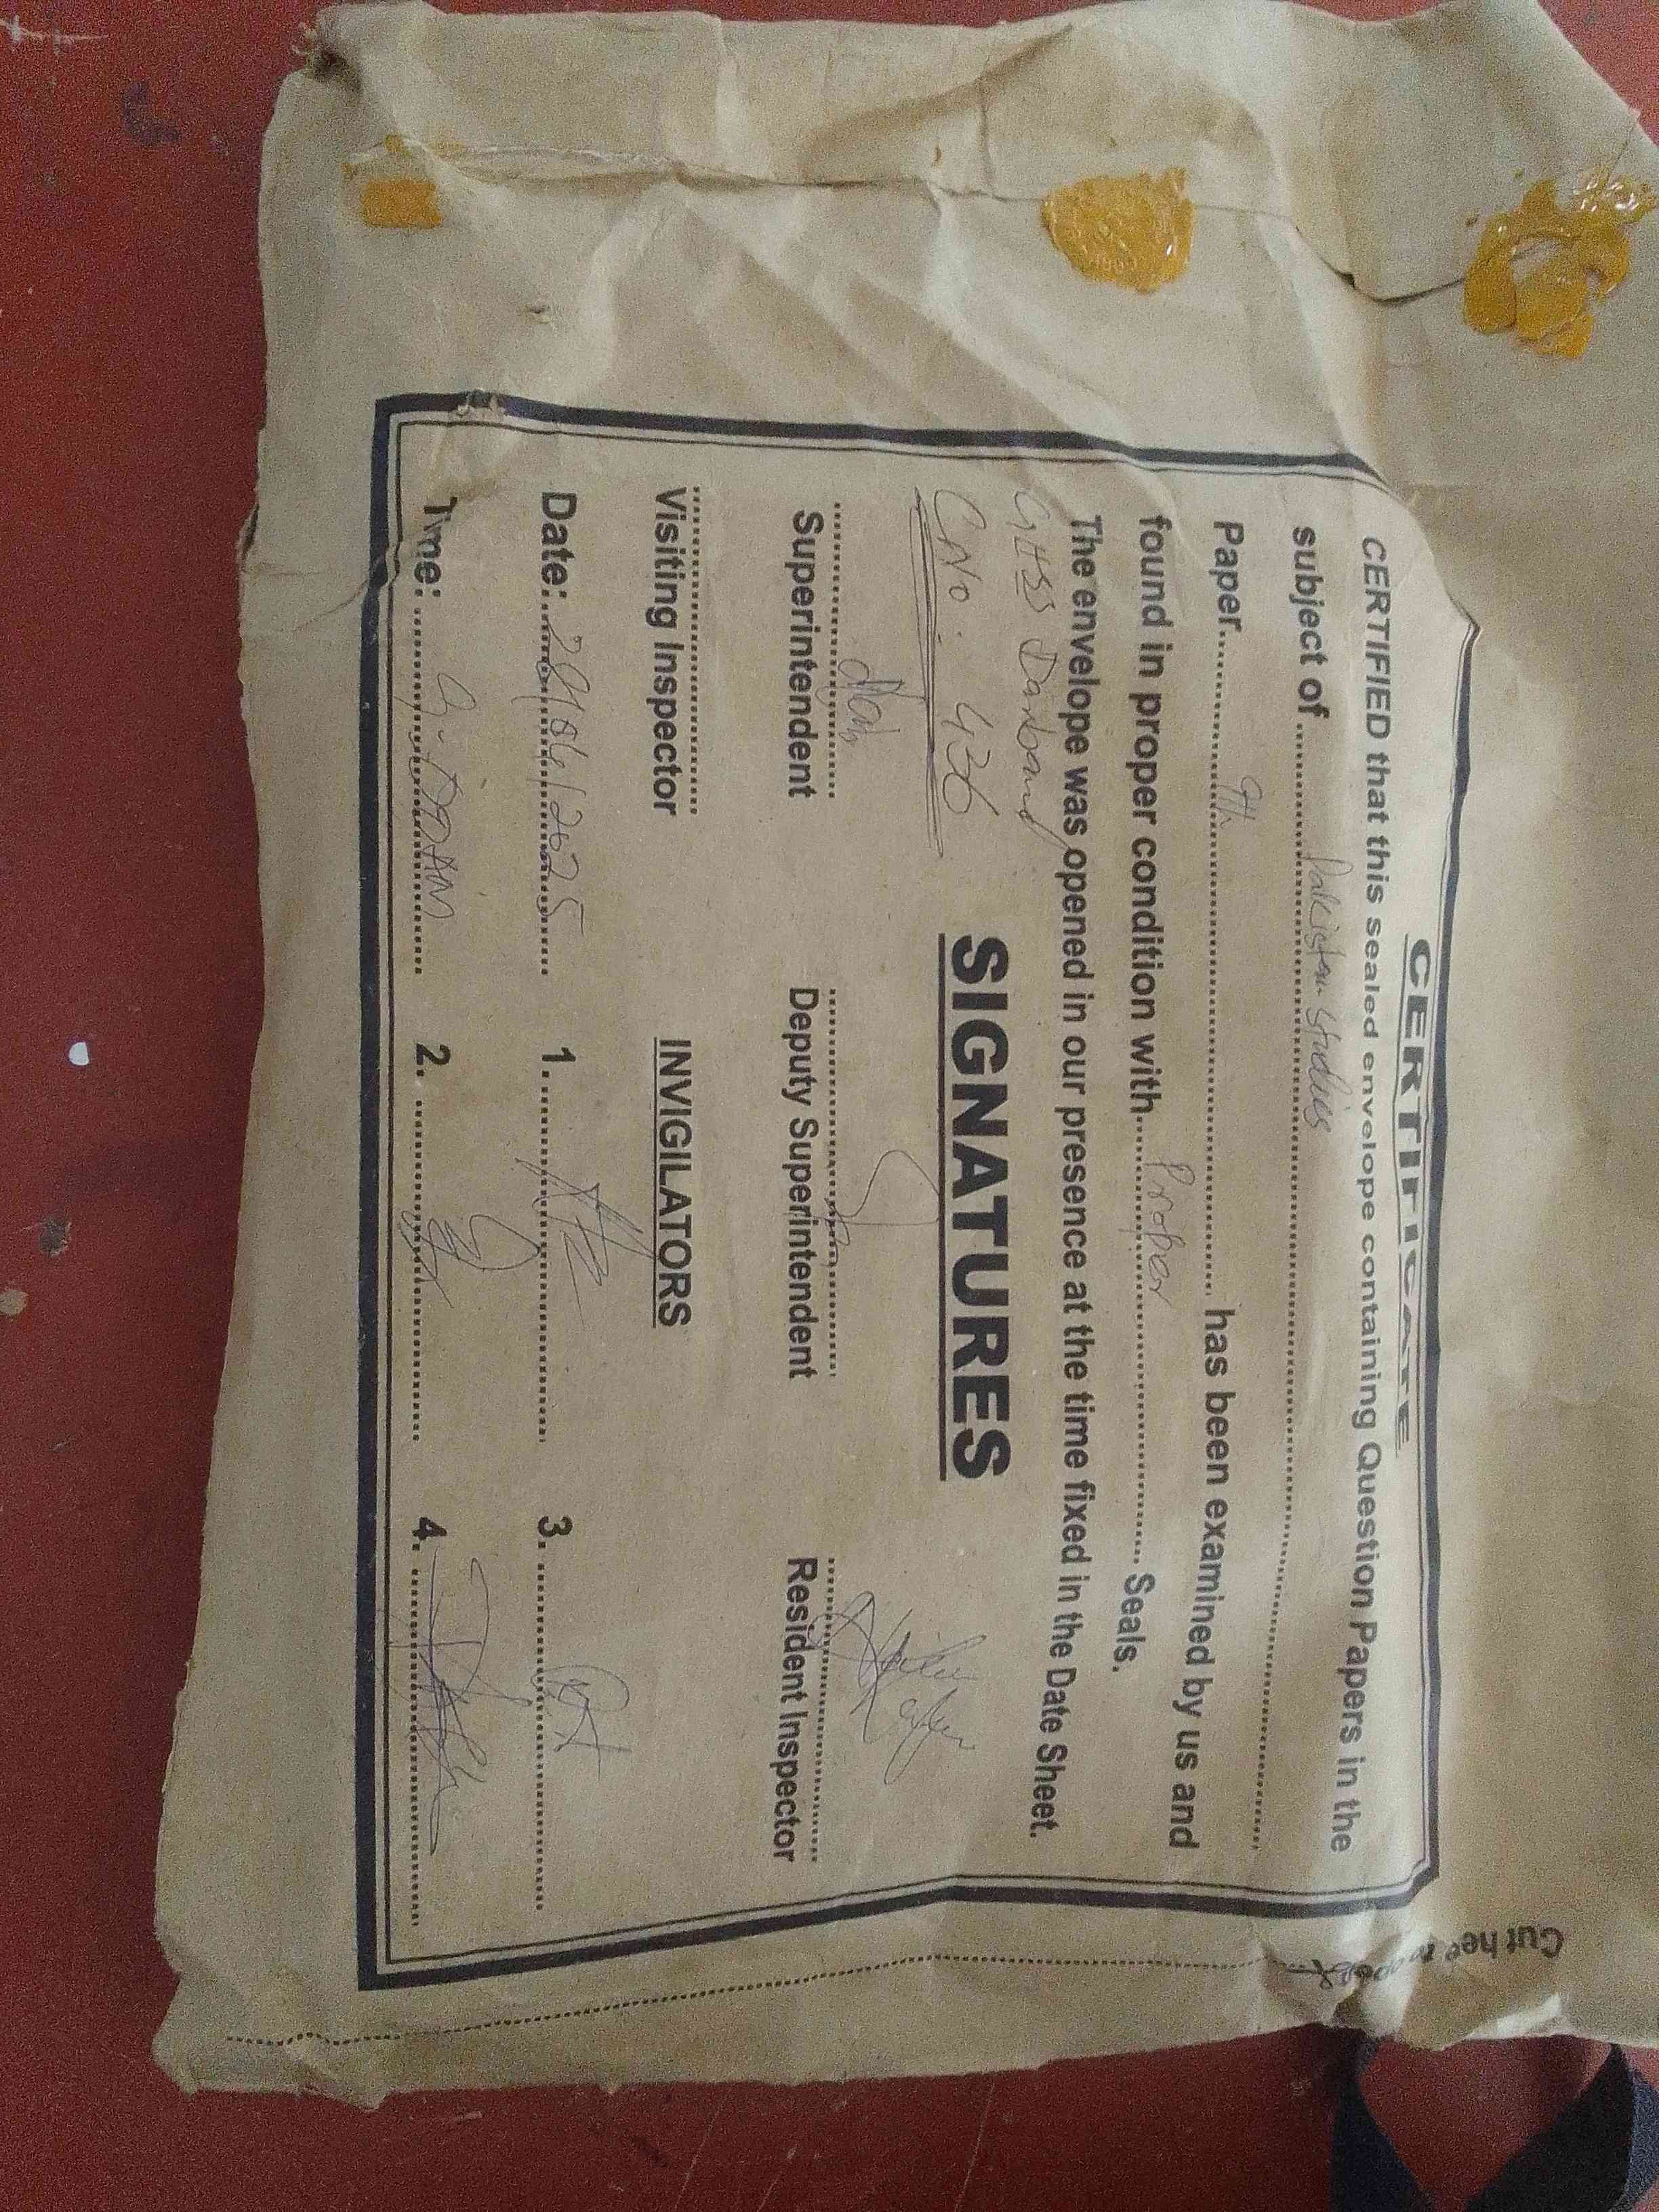 CERTIFICATE
CERTIFIED that this sealed envelope containing Question Papers in the
subject of Pakistan Studies
Paper 9th has been examined by us and
found in proper condition with Proper Seals.
The envelope was opened in our presence at the time fixed in the Date Sheet.
GHSS Darband
C.No: 436
SIGNATURES
Superintendent Deputy Superintendent Resident Inspector
Visiting Inspector
INVIGILATORS
Date: /04/2025 1. 3.
Time: 9:00AM 2. 4.
Cut